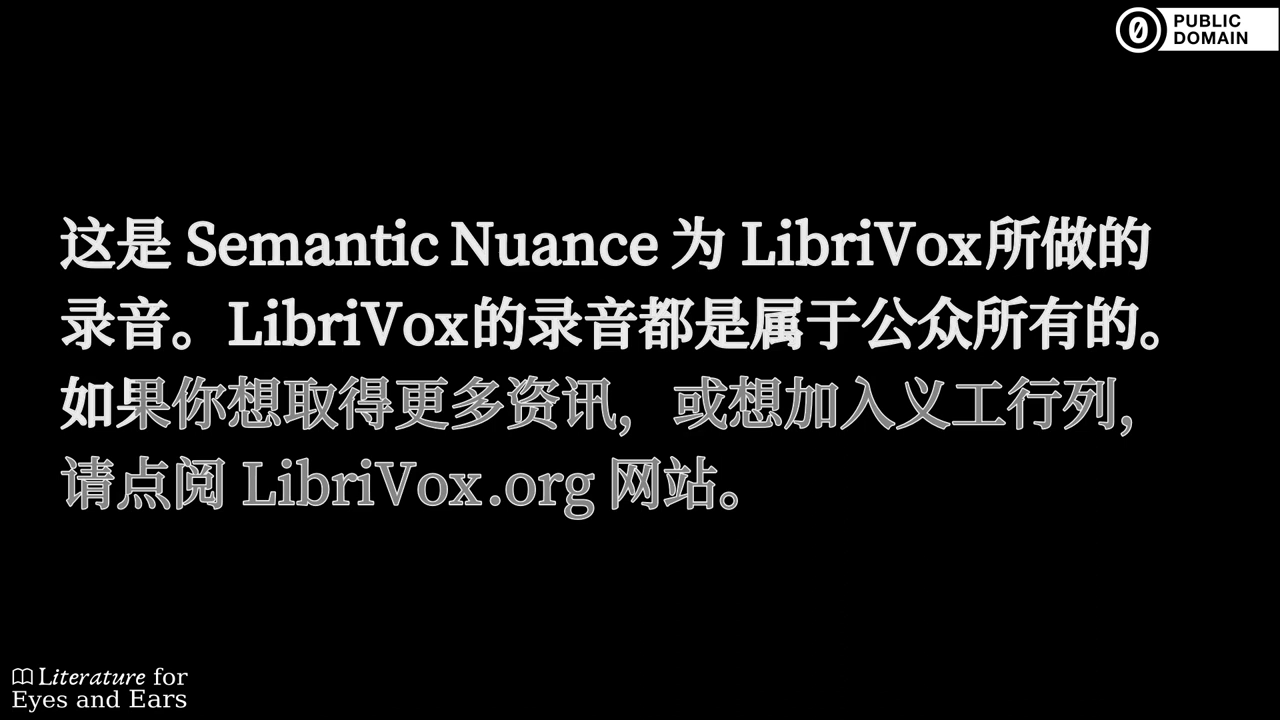 PUBLIC
DOMAIN
这是 Semantic Nuance 为 LibriVox所做的
录音。LibriVox的录音都是属于公众所有的。
如果你想取得更多资讯，或想加入义工行列，
请点阅 LibriVox.org 网站。
Literature for
Eyes and Ears